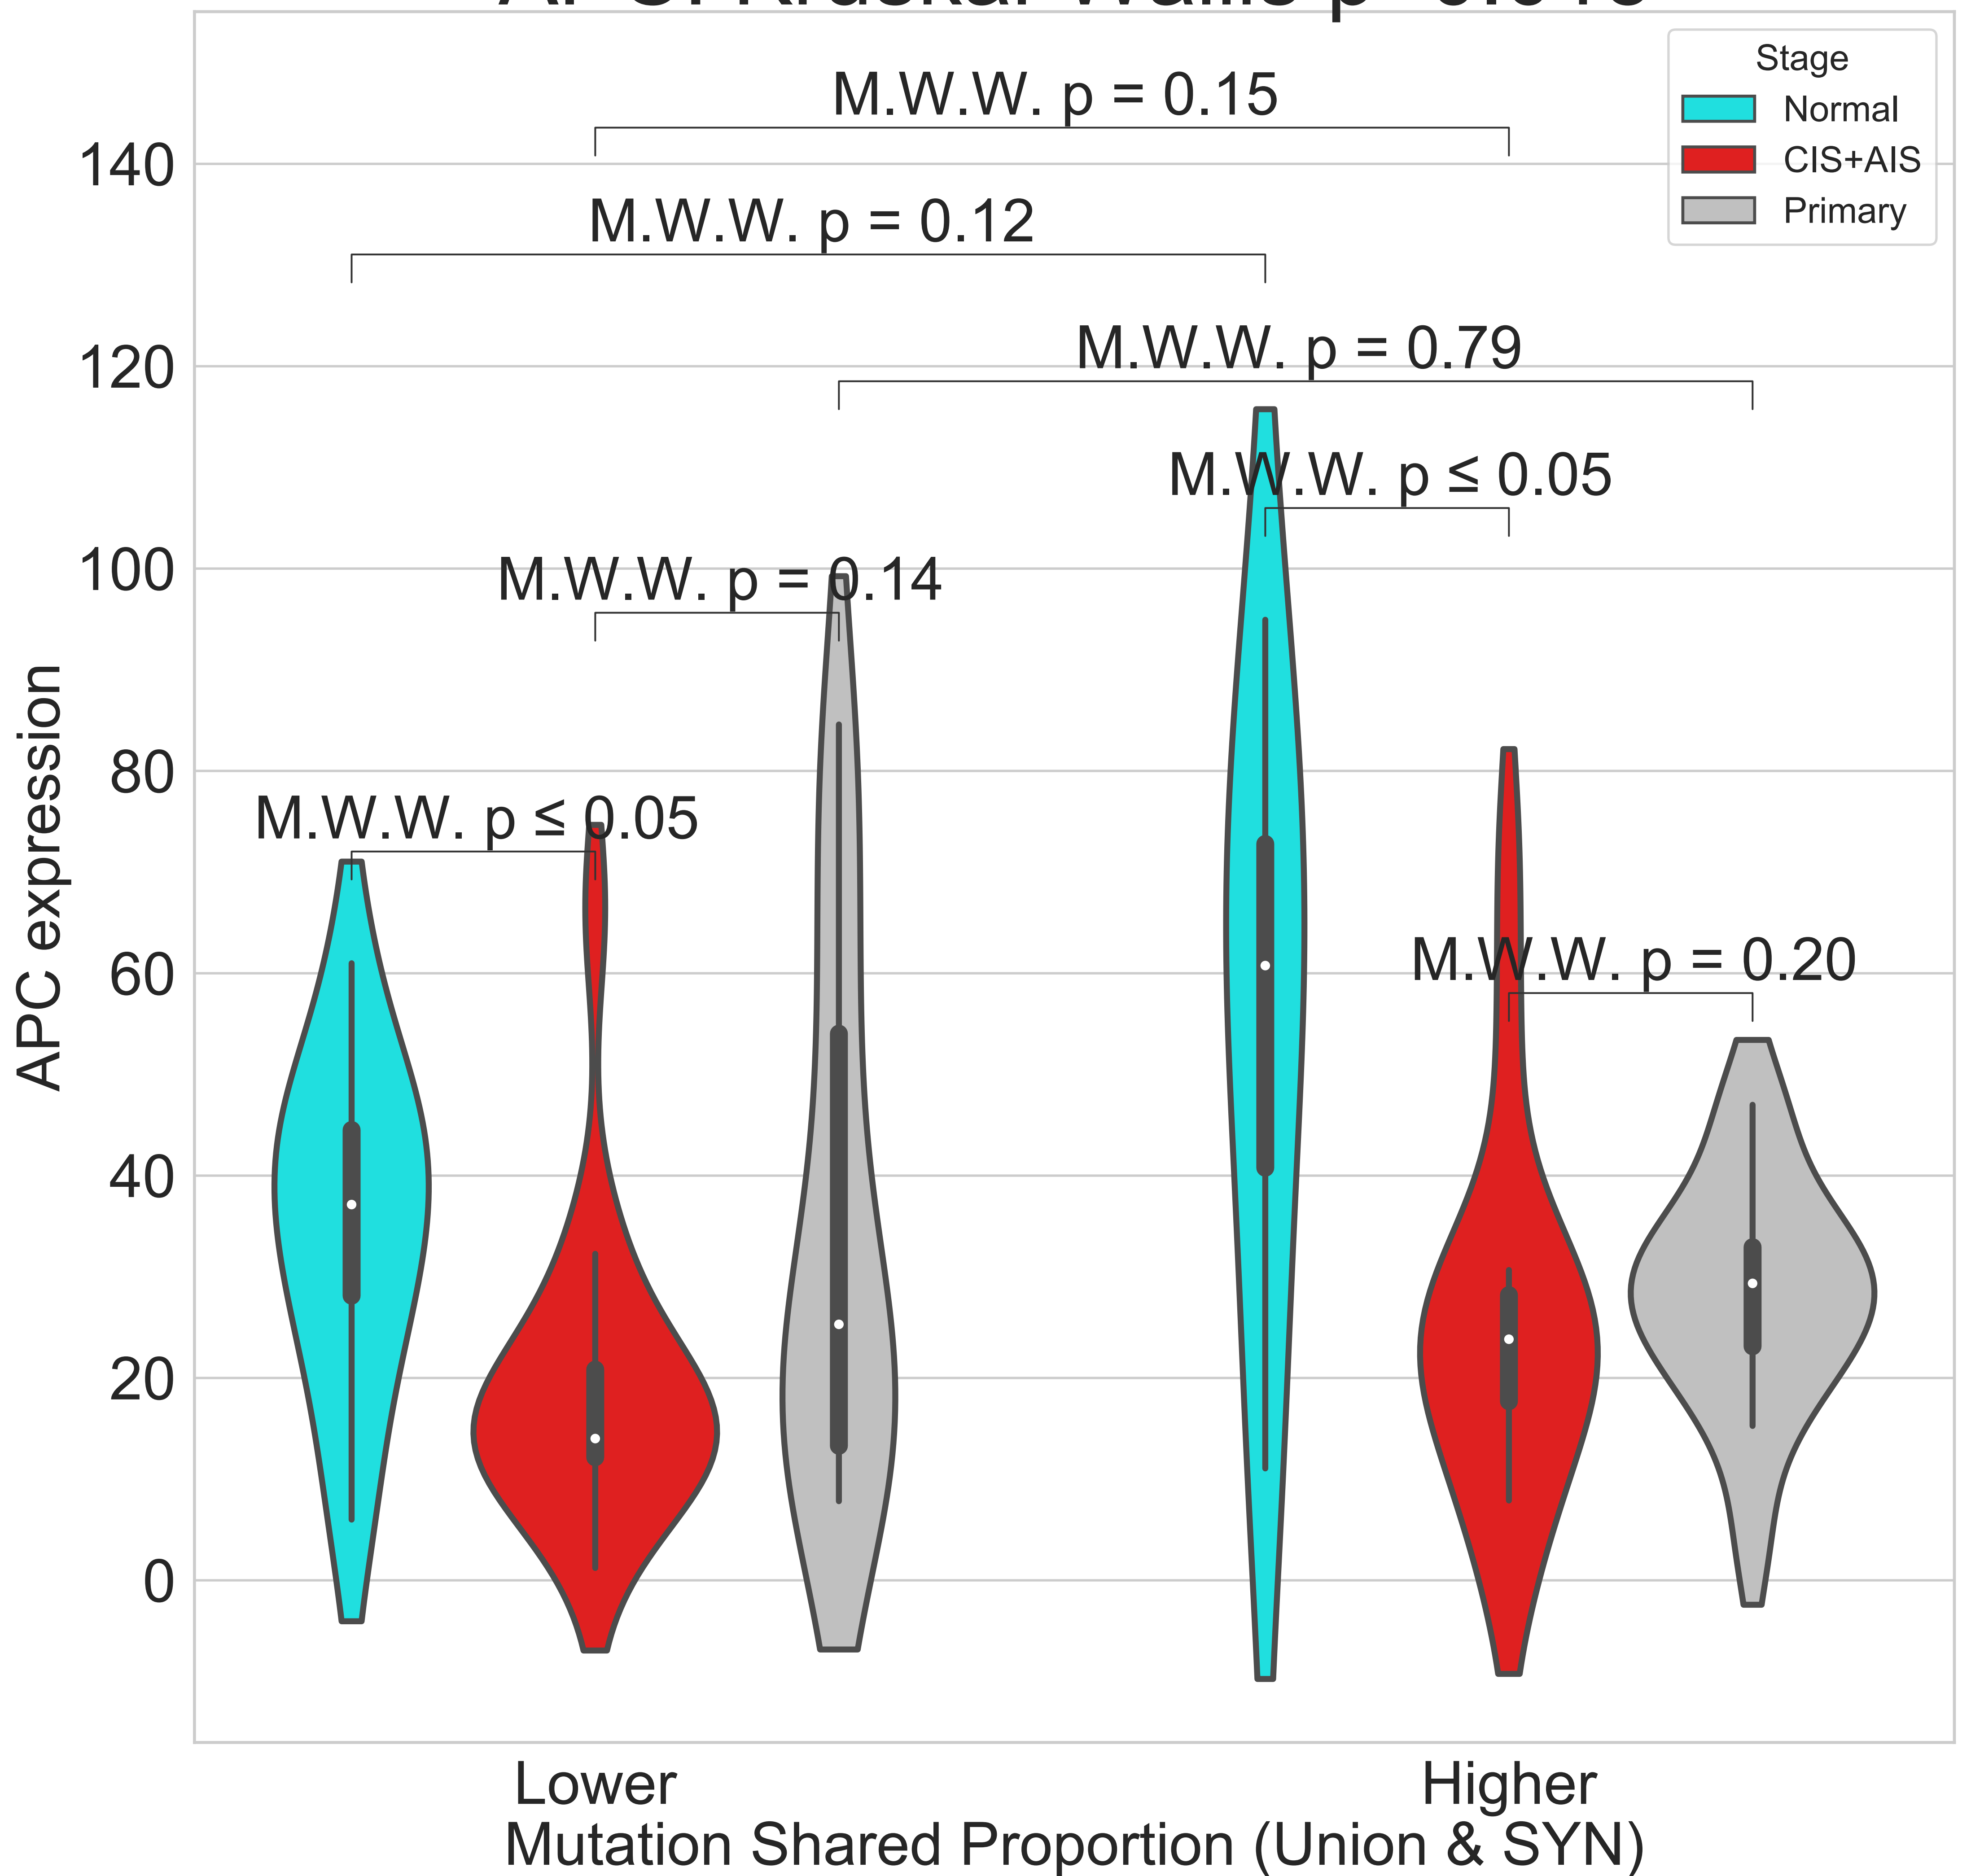 M.W.W. p = 0.15
Stage
Normal
CIS+AIS
Primary
140
M.W.W. p = 0.12
M.W.W. p = 0.79
120
M.W.W. p ≤ 0.05
100
M.W.W. p = 0.14
80
M.W.W. p ≤ 0.05
M.W.W. p = 0.20
60
APC expression
40
20
0
Lower
Higher
Mutation Shared Proportion (Union & SYN)